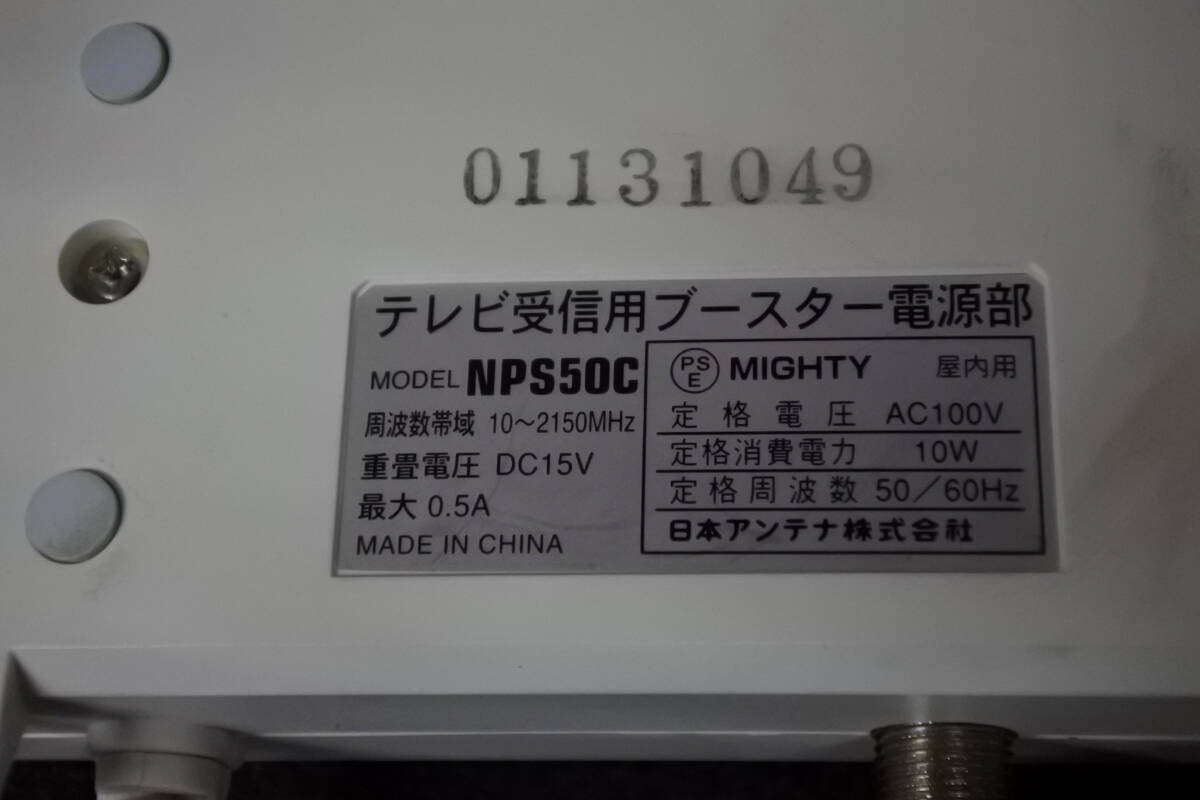 01131049
テレビ受信用ブースター電源部
MODEL NPS50C
周波数帯域 10～2150MHz
重畳電圧 DC15V
最大 0.5A
MADE IN CHINA
PS
E
MIGHTY 屋内用
定格電圧 AC100V
定格消費電力 10W
定格周波数 50／60Hz
日本アンテナ株式会社